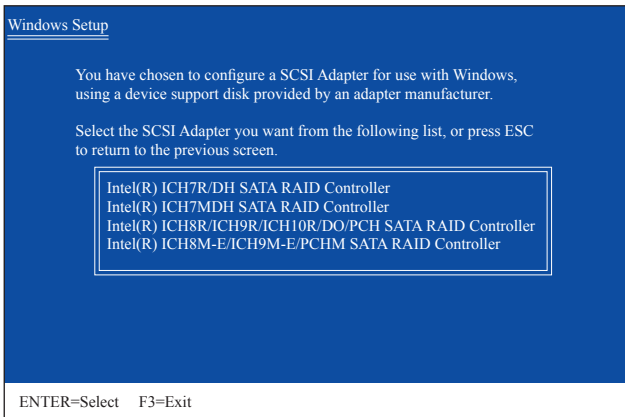 Windows Setup
You have chosen to configure a SCSI Adapter for use with Windows,
using a device support disk provided by an adapter manufacturer.
Select the SCSI Adapter you want from the following list, or press ESC
to return to the previous screen.
Intel(R) ICH7R/DH SATA RAID Controller
Intel(R) ICH7MDH SATA RAID Controller
Intel(R) ICH8R/ICH9R/ICH10R/DO/PCH SATA RAID Controller
Intel(R) ICH8M-E/ICH9M-E/PCHM SATA RAID Controller
ENTER=Select F3=Exit